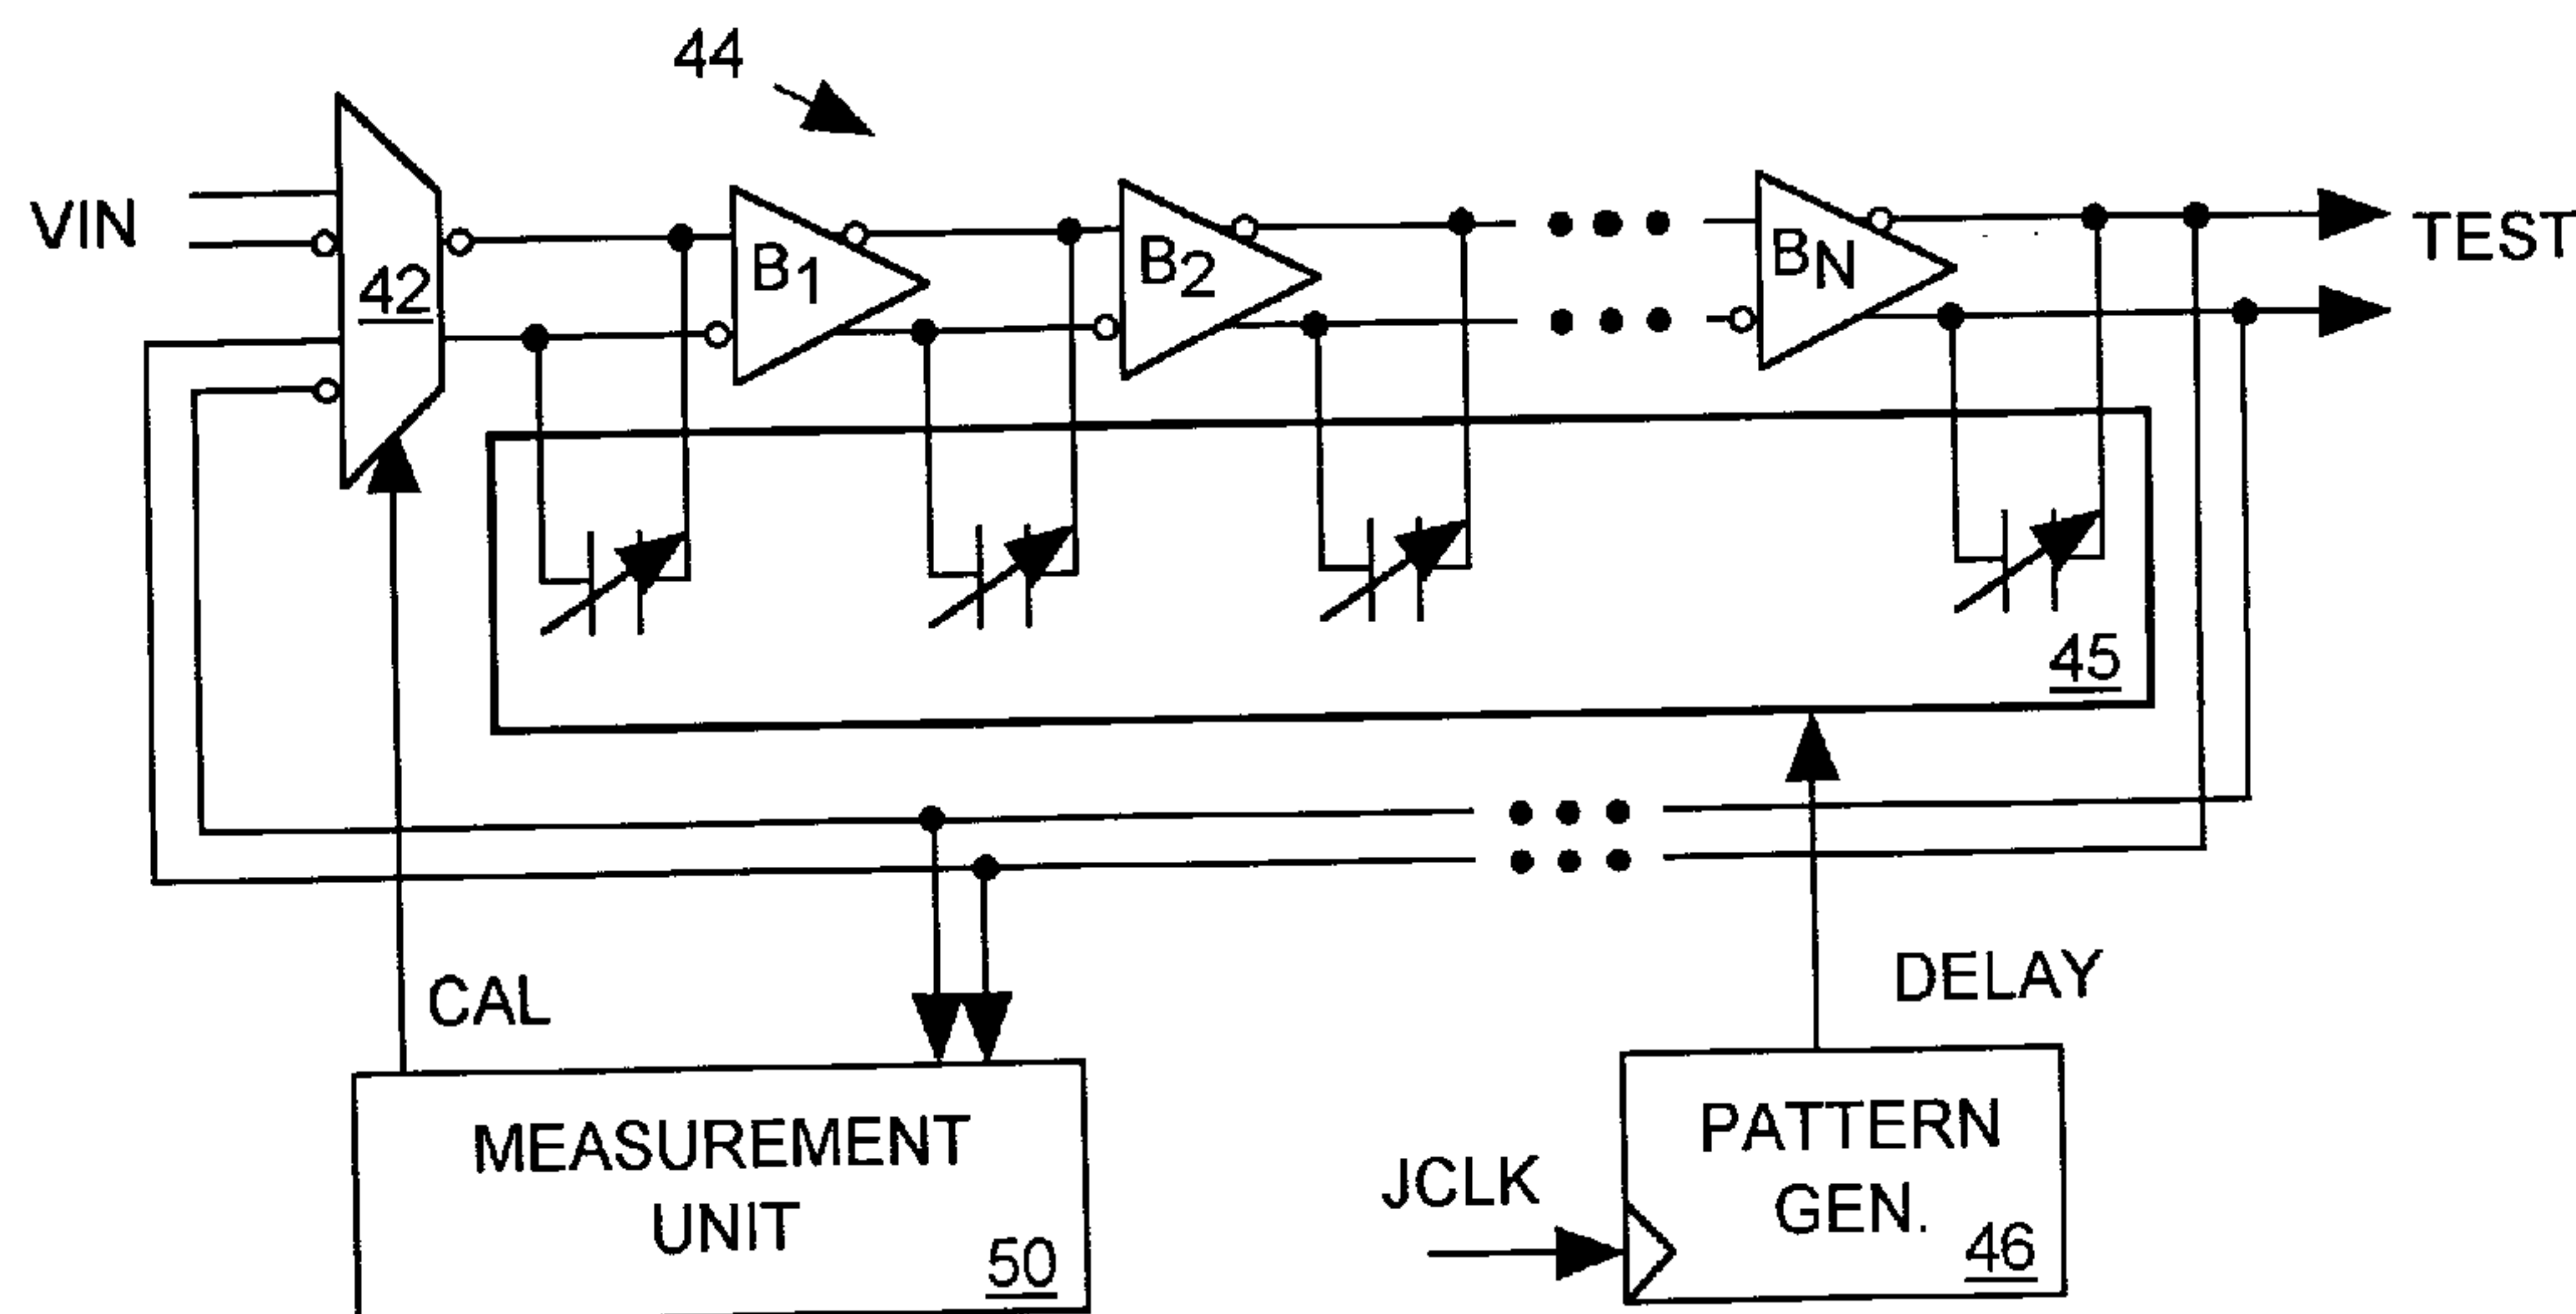 44
VIN
42
B1
B2
BN
TEST
45
CAL
DELAY
MEASUREMENT
UNIT
50
JCLK
PATTERN
GEN.
46